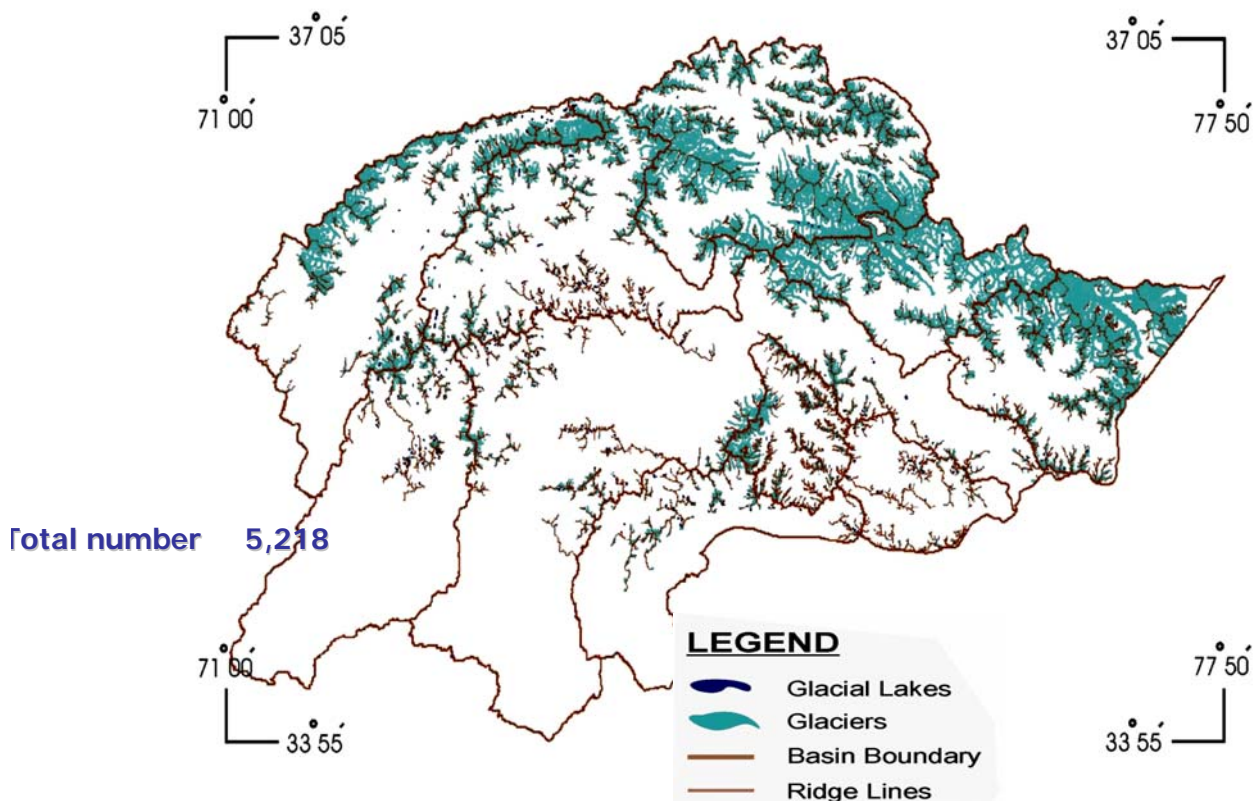 37°05´ 37°05´
71°00´ 77°50´
Total number 5,218
LEGEND
71°00´ 77°50´
Glacial Lakes
Glaciers
33°55´ 33°55´
Basin Boundary
Ridge Lines